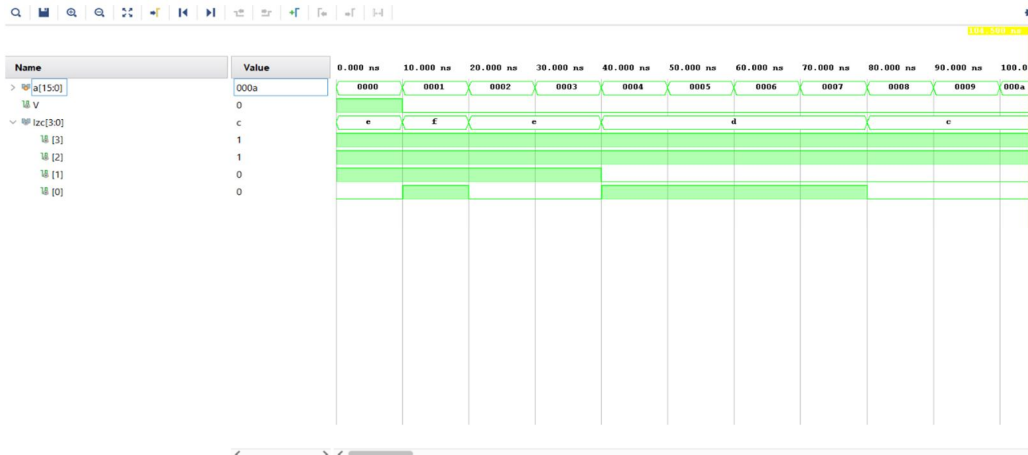 104.580 ns
Name Value 0.000 ns 10.000 ns 20.000 ns 30.000 ns 40.000 ns 50.000 ns 60.000 ns 70.000 ns 80.000 ns 90.000 ns 100.0
a[15:0] 000a 0000 0001 0002 0003 0004 0005 0006 0007 0008 0009 000a
V 0
lzc[3:0] c e f e d c
[3] 1
[2] 1
[1] 0
[0] 0